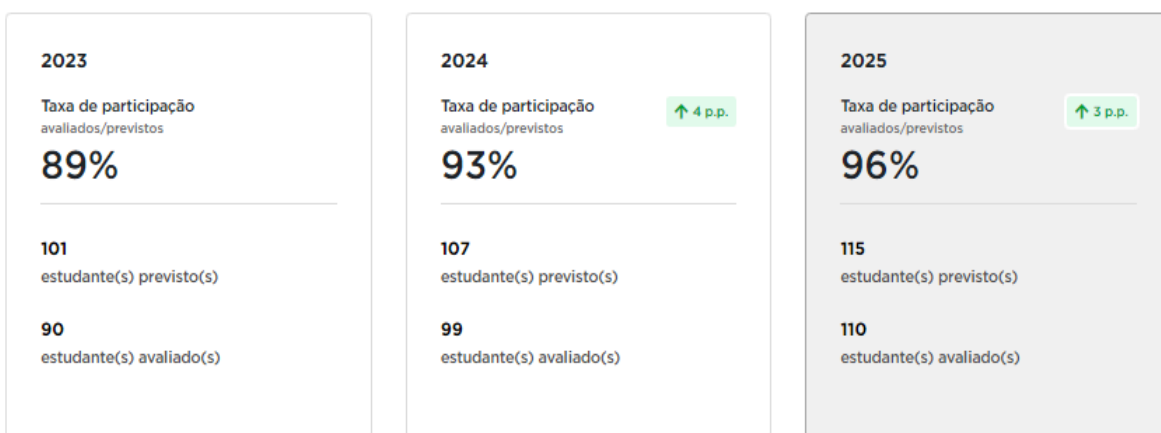 2023
Taxa de participação
avaliados/previstos
89%
101
estudante(s) previsto(s)
90
estudante(s) avaliado(s)
2024
Taxa de participação
↑ 4 p.p.
avaliados/previstos
93%
107
estudante(s) previsto(s)
99
estudante(s) avaliado(s)
2025
Taxa de participação
↑ 3 p.p.
avaliados/previstos
96%
115
estudante(s) previsto(s)
110
estudante(s) avaliado(s)